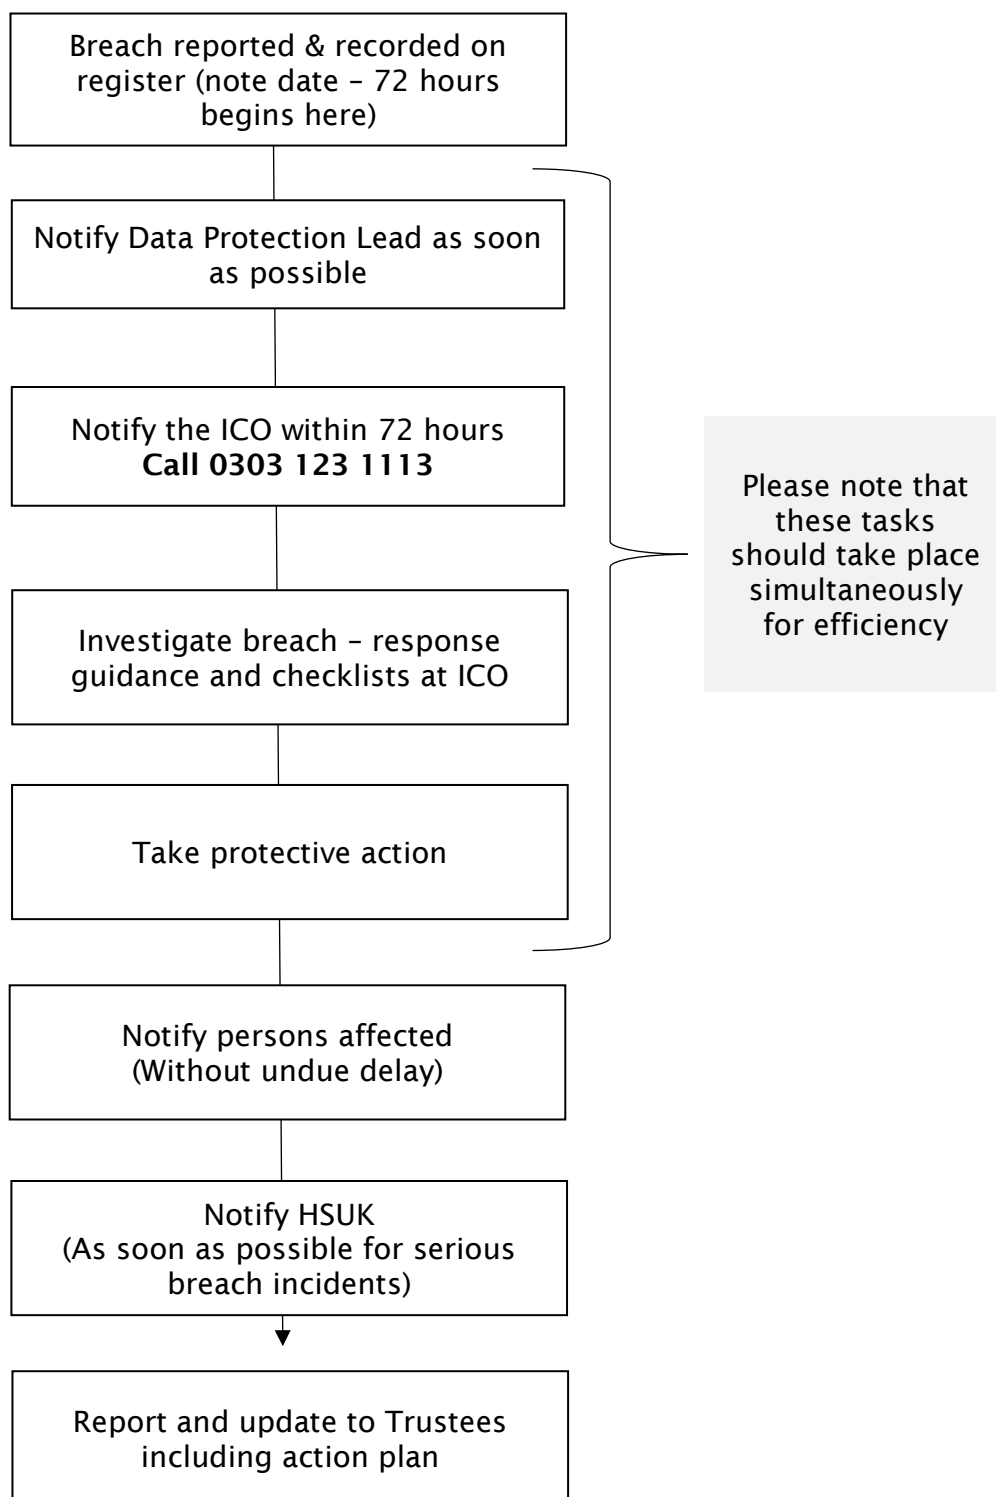 Breach reported & recorded on
register (note date – 72 hours
begins here)
Notify Data Protection Lead as soon
as possible
Notify the ICO within 72 hours
Call 0303 123 1113
Investigate breach – response
guidance and checklists at ICO
Take protective action
Please note that
these tasks
should take place
simultaneously
for efficiency
Notify persons affected
(Without undue delay)
Notify HSUK
(As soon as possible for serious
breach incidents)
Report and update to Trustees
including action plan